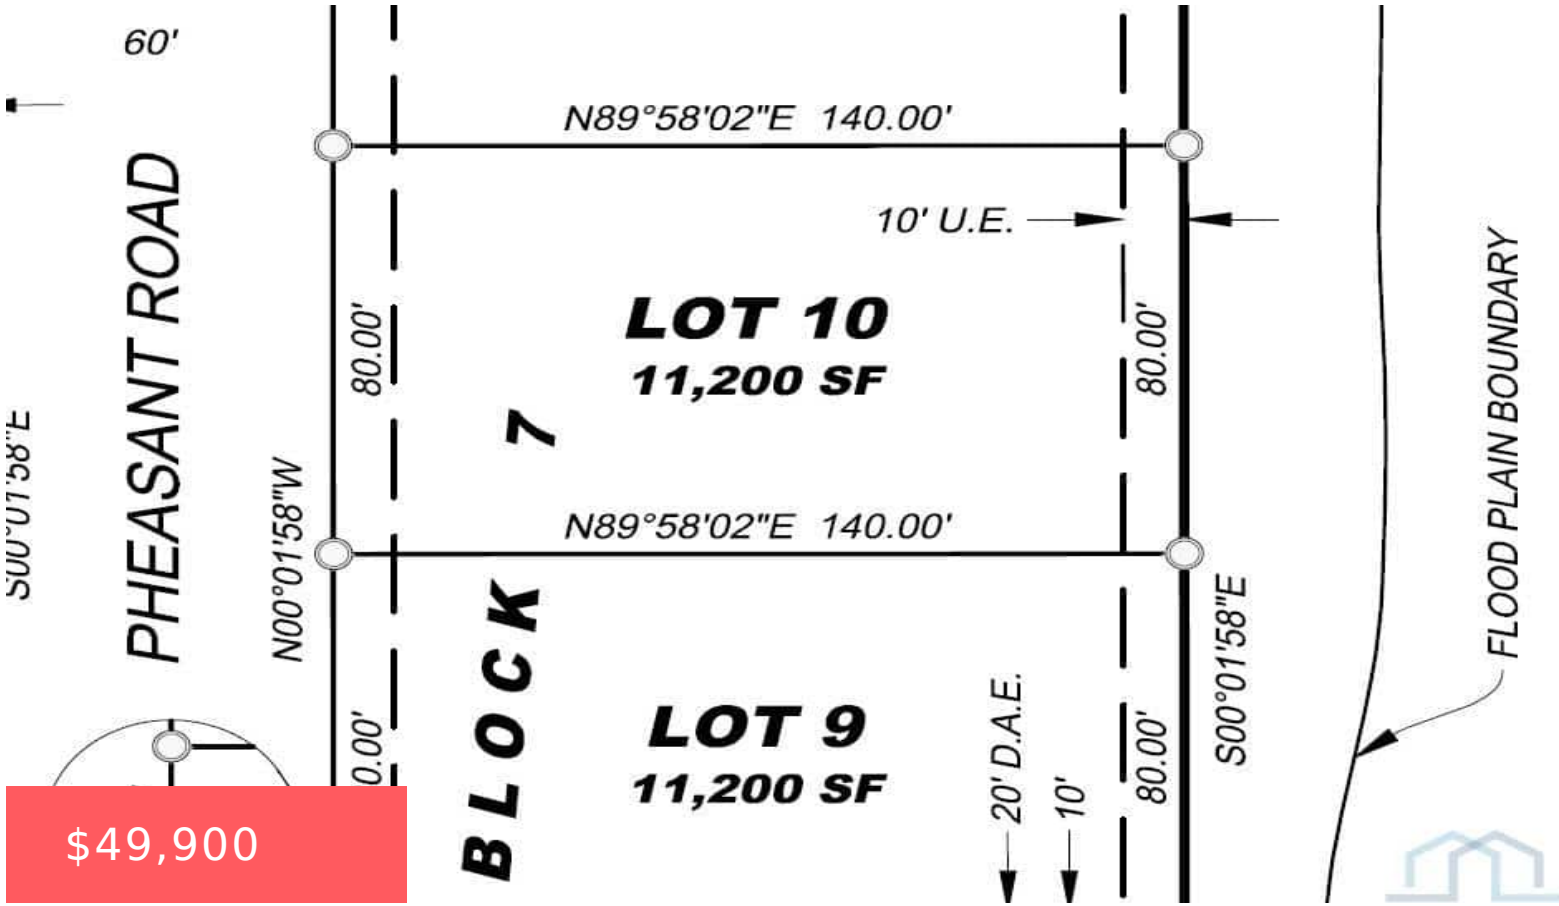 60'
N89°58'02"E 140.00'
10' U.E.
PHEASANT ROAD
S00°01'58"E
N00°01'58"W
80.00'
LOT 10
11,200 SF
80.00'
FLOOD PLAIN BOUNDARY
BLOCK 7
N89°58'02"E 140.00'
S00°01'58"E
LOT 9
11,200 SF
0.00'
20' D.A.E.
10'
80.00'
$49,900